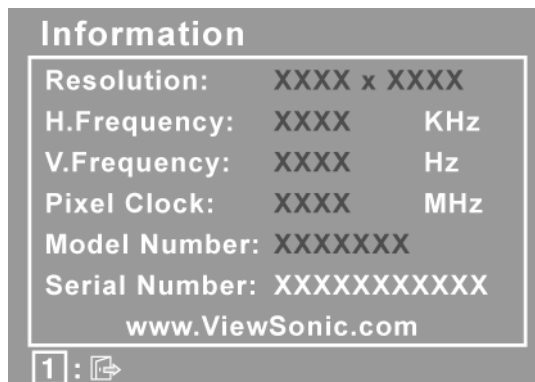 Information
Resolution: XXXX x XXXX
H.Frequency: XXXX KHz
V.Frequency: XXXX Hz
Pixel Clock: XXXX MHz
Model Number: XXXXXXX
Serial Number: XXXXXXXXXXX
www.ViewSonic.com
1 :